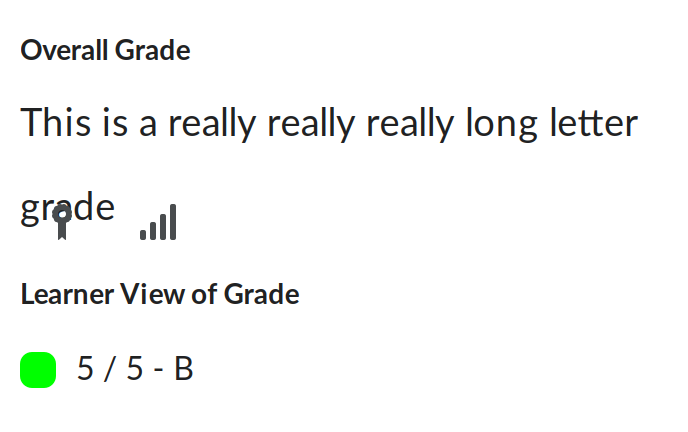 Overall Grade
This is a really really really long letter
grade
Learner View of Grade
5 / 5 - B